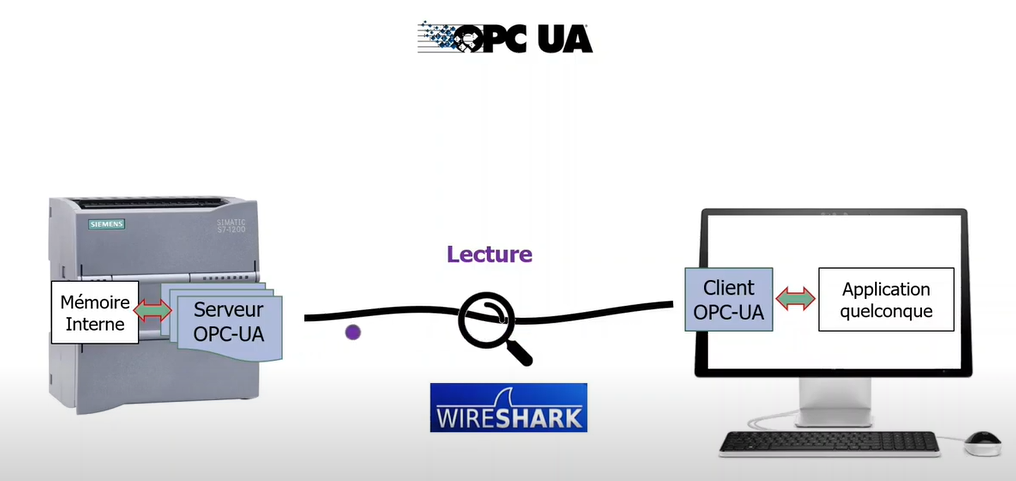 OPC UA
SIEMENS
SIMATIC
S7-1200
Lecture
Mémoire
Interne
Serveur
OPC-UA
Client
OPC-UA
Application
quelconque
WIRESHARK